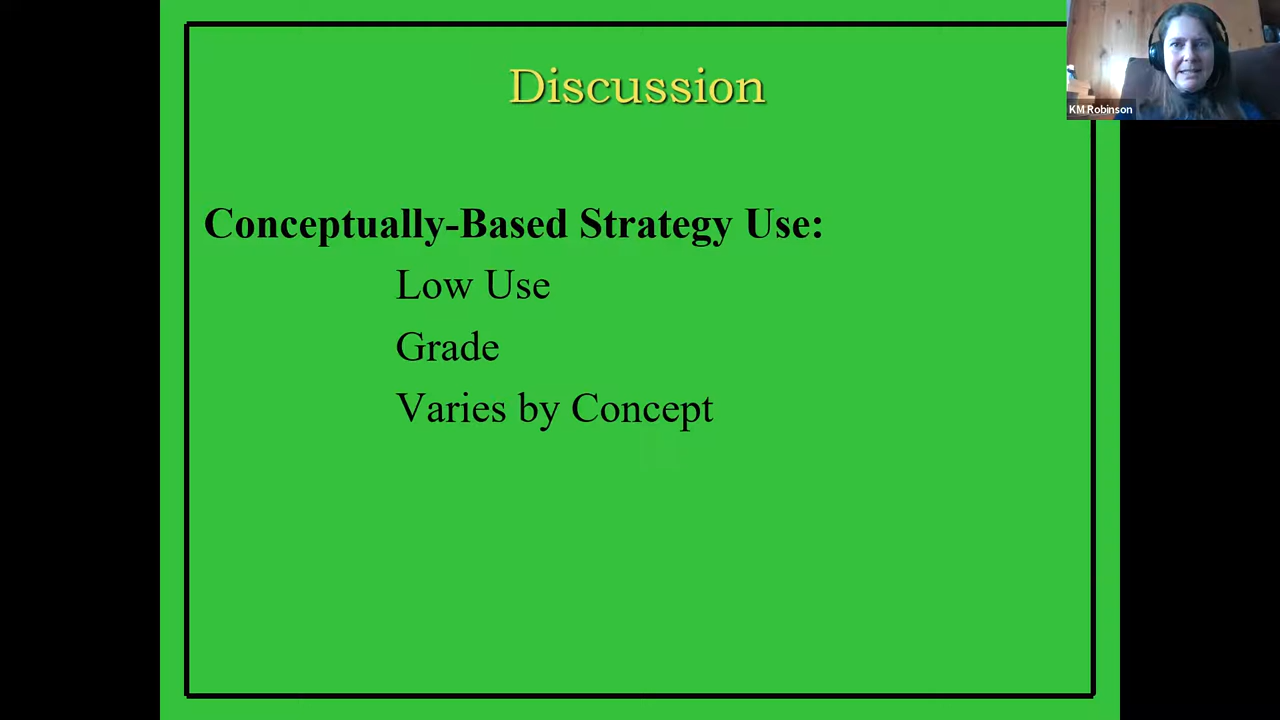 Discussion
KM Robinson
Conceptually-Based Strategy Use:
Low Use
Grade
Varies by Concept